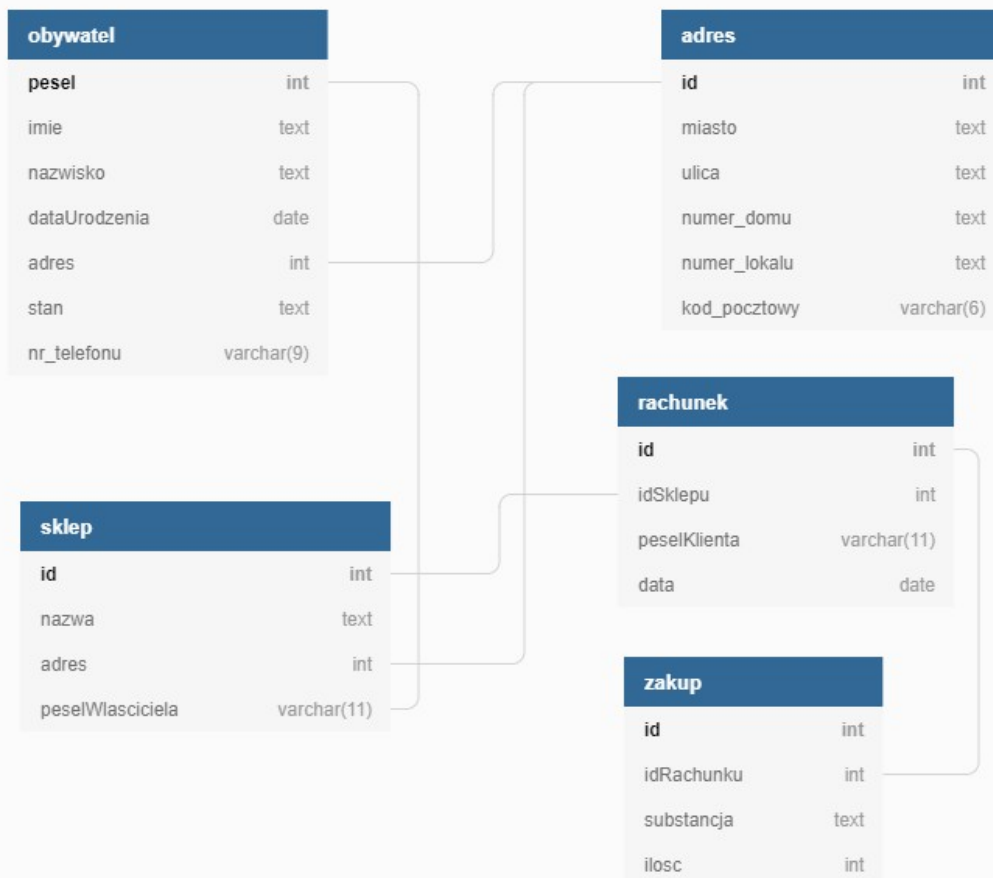 obywatel
pesel int
imie text
nazwisko text
dataUrodzenia date
adres int
stan text
nr_telefonu varchar(9)
adres
id int
miasto text
ulica text
numer_domu text
numer_lokalu text
kod_pocztowy varchar(6)
rachunek
id int
idSklepu int
peselKlienta varchar(11)
data date
sklep
id int
nazwa text
adres int
peselWlasciciela varchar(11)
zakup
id int
idRachunku int
substancja text
ilosc int